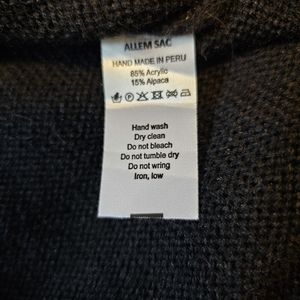 ALLEM SAC
HAND MADE IN PERU
85% Acrylic
15% Alpaca
Hand wash
Dry clean
Do not bleach
Do not tumble dry
Do not wring
Iron, low